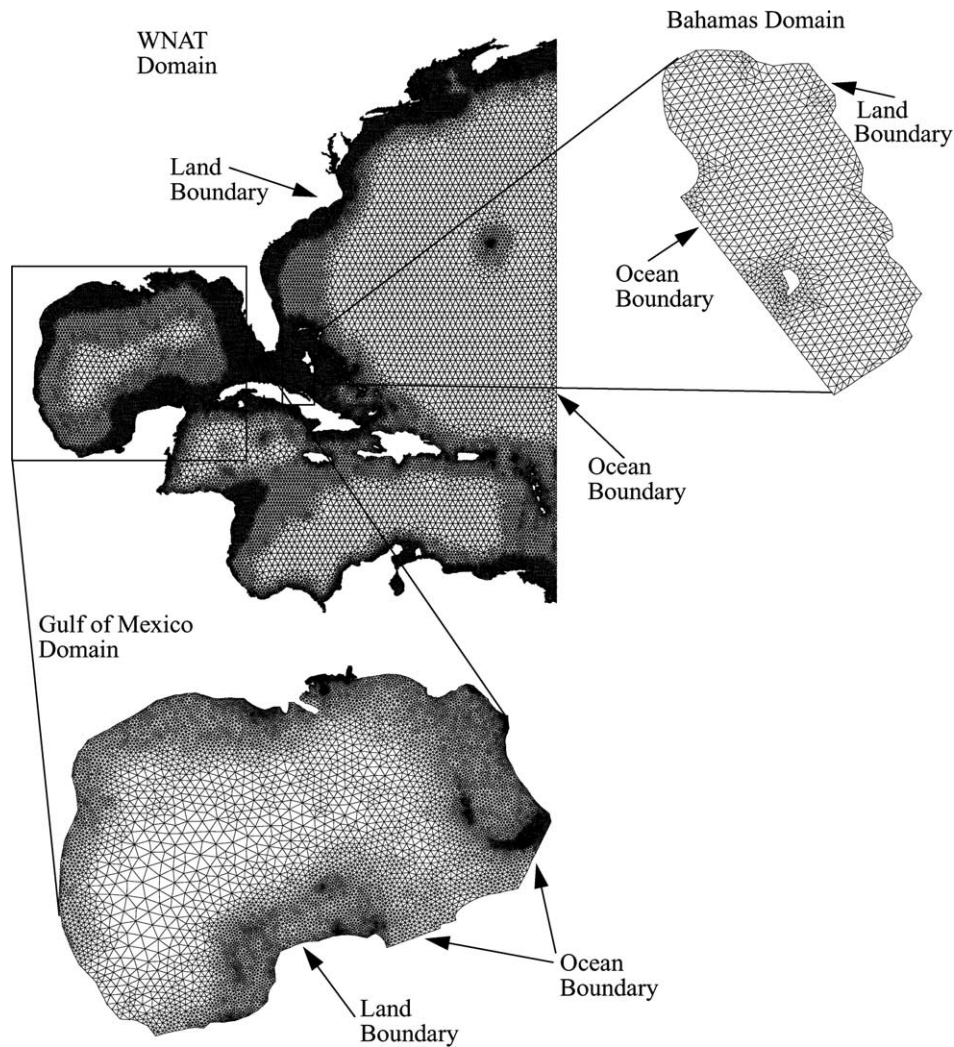 WNAT
Domain
Bahamas Domain
Land
Boundary
Land
Boundary
Ocean
Boundary
Ocean
Boundary
Gulf of Mexico
Domain
Ocean
Boundary
Land
Boundary